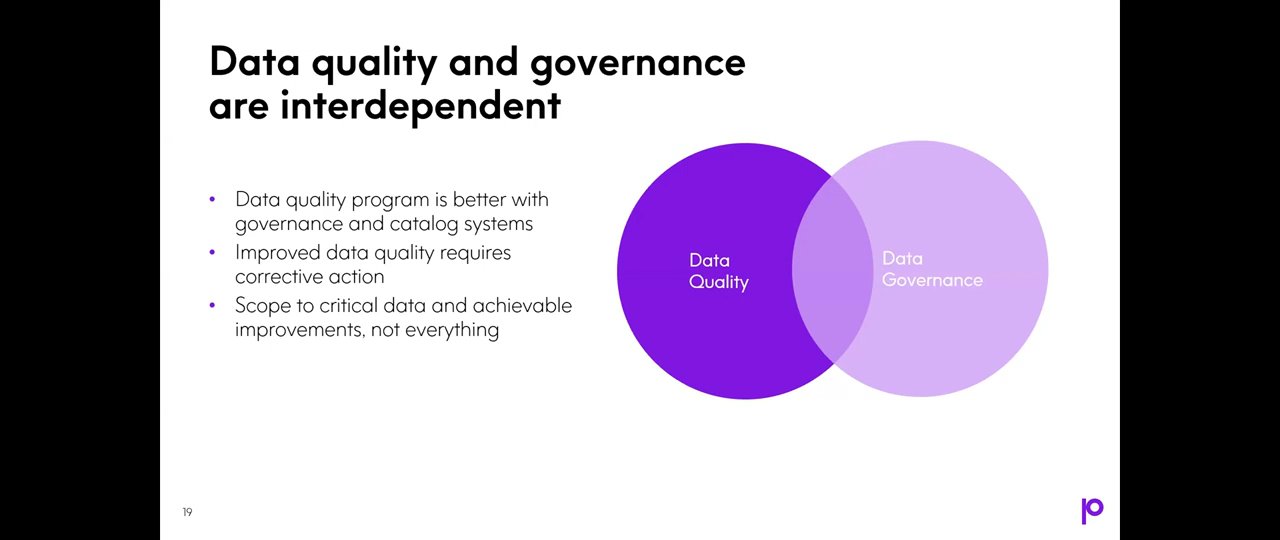 Data quality and governance
are interdependent
• Data quality program is better with
governance and catalog systems
• Improved data quality requires
corrective action
• Scope to critical data and achievable
improvements, not everything
Data
Quality
Data
Governance
19